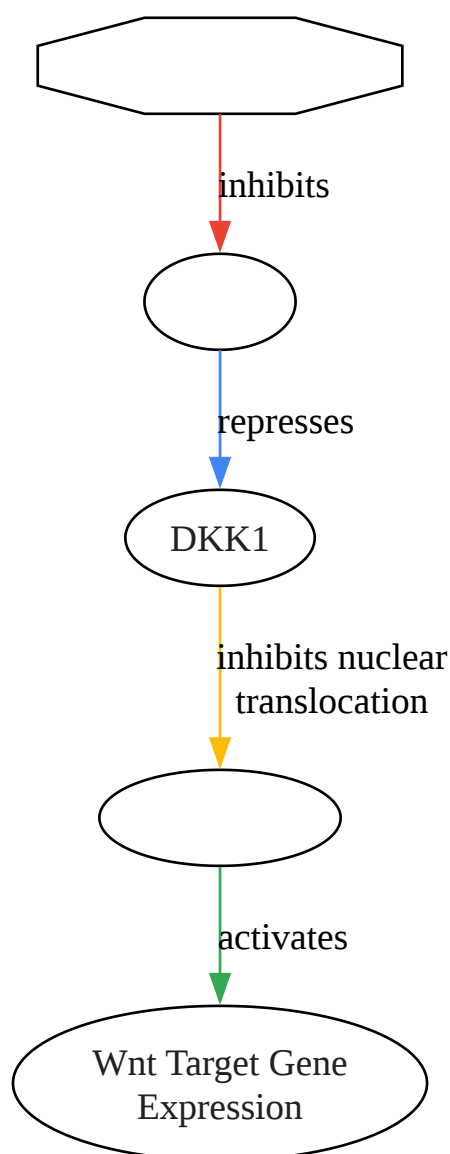 inhibits
represses
DKK1
inhibits nuclear
translocation
activates
Wnt Target Gene
Expression